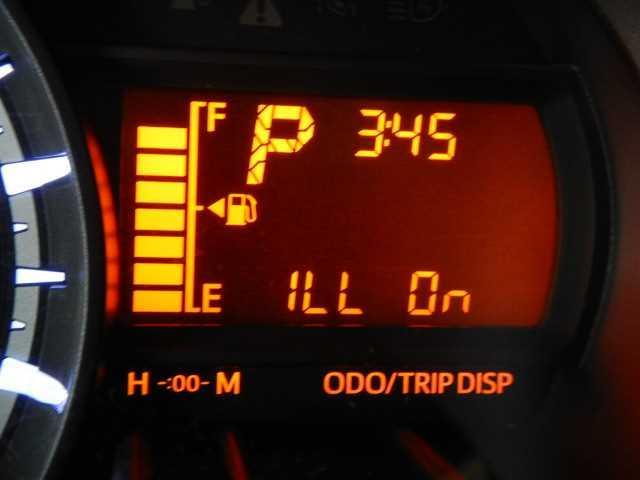 F P 3:45
E ILL On
H -:00- M ODO/TRIP DISP